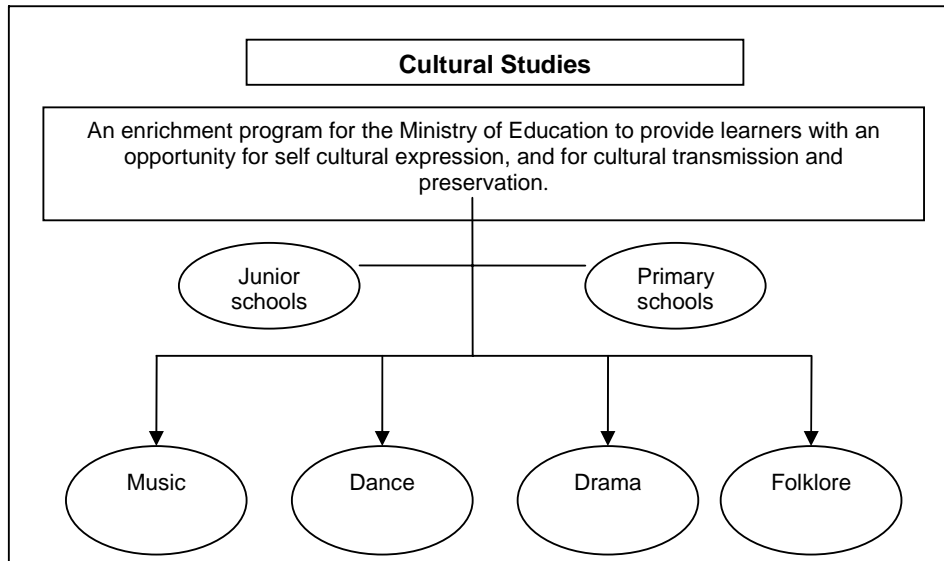 Cultural Studies
An enrichment program for the Ministry of Education to provide learners with an
opportunity for self cultural expression, and for cultural transmission and
preservation.
Junior
schools
Primary
schools
Music
Dance
Drama
Folklore